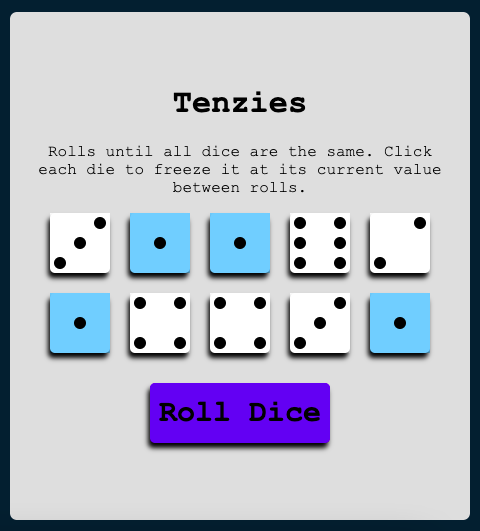 Tenzies
Rolls until all dice are the same. Click
each die to freeze it at its current value
between rolls.
Roll Dice